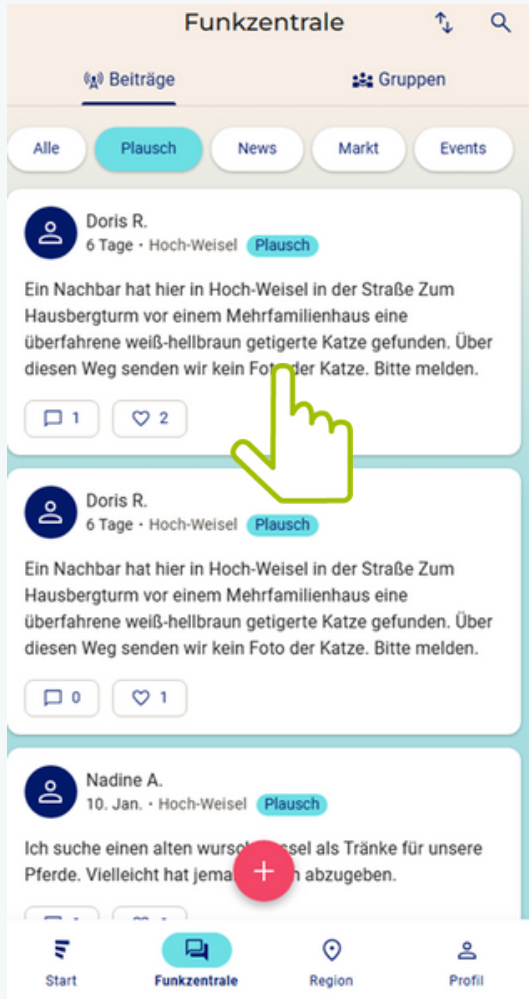 Funkzentrale
Beiträge
Gruppen
Alle
Plausch
News
Markt
Events
Doris R.
6 Tage · Hoch-Weisel Plausch
Ein Nachbar hat hier in Hoch-Weisel in der Straße Zum
Hausbergturm vor einem Mehrfamilienhaus eine
überfahrene weiß-hellbraun getigerte Katze gefunden. Über
diesen Weg senden wir kein Foto der Katze. Bitte melden.
1
2
Doris R.
6 Tage · Hoch-Weisel Plausch
Ein Nachbar hat hier in Hoch-Weisel in der Straße Zum
Hausbergturm vor einem Mehrfamilienhaus eine
überfahrene weiß-hellbraun getigerte Katze gefunden. Über
diesen Weg senden wir kein Foto der Katze. Bitte melden.
0
1
Nadine A.
10. Jan. · Hoch-Weisel Plausch
Ich suche einen alten als Tränke für unsere
Pferde. Vielleicht hat abzugeben.
Start
Funkzentrale
Region
Profil